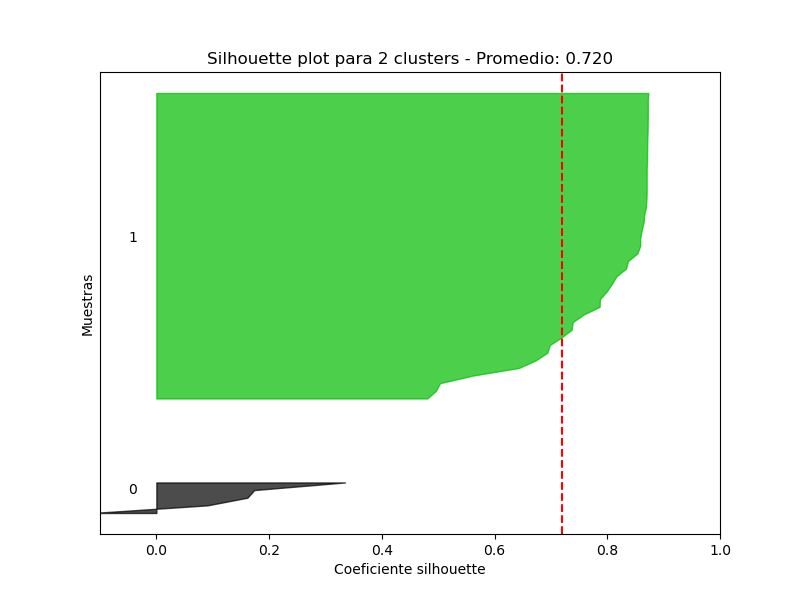 Silhouette plot para 2 clusters - Promedio: 0.720
1
Muestras
0
0.0 0.2 0.4 0.6 0.8 1.0
Coeficiente silhouette